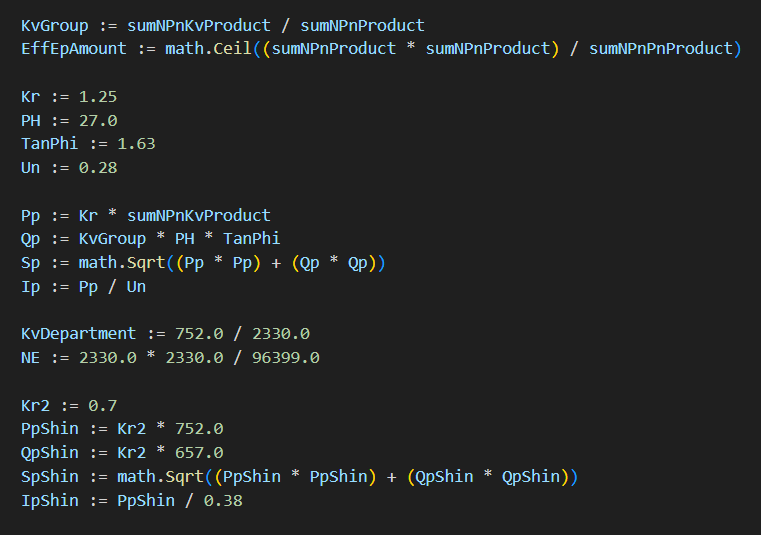 KvGroup := sumNPnKvProduct / sumNPnProduct
EffEpAmount := math.Ceil((sumNPnProduct * sumNPnProduct) / sumNPnPnProduct)
Kr := 1.25
PH := 27.0
TanPhi := 1.63
Un := 0.28
Pp := Kr * sumNPnKvProduct
Qp := KvGroup * PH * TanPhi
Sp := math.Sqrt((Pp * Pp) + (Qp * Qp))
Ip := Pp / Un
KvDepartment := 752.0 / 2330.0
NE := 2330.0 * 2330.0 / 96399.0
Kr2 := 0.7
PpShin := Kr2 * 752.0
QpShin := Kr2 * 657.0
SpShin := math.Sqrt((PpShin * PpShin) + (QpShin * QpShin))
IpShin := PpShin / 0.38